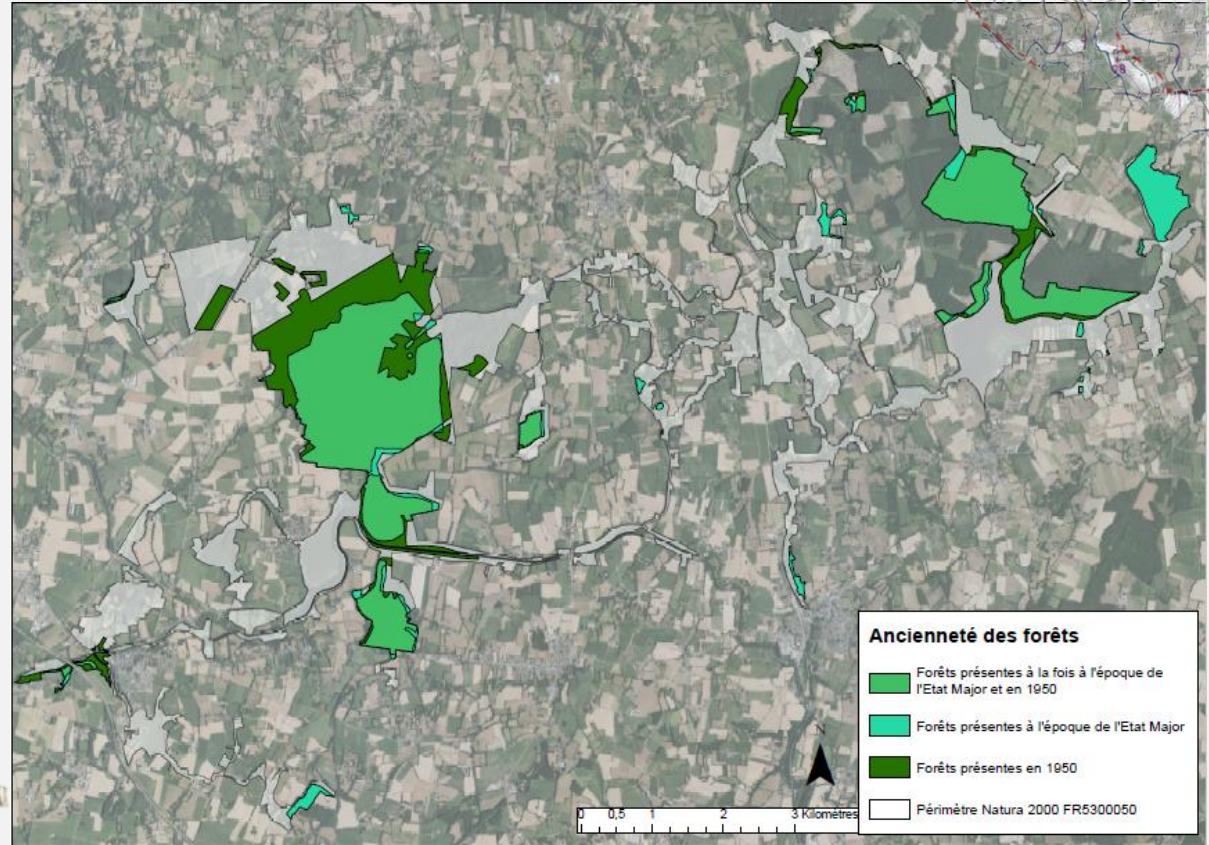 Ancienneté des forêts
Forêts présentes à la fois à l'époque de
l'Etat Major et en 1950
Forêts présentes à l'époque de l'Etat Major
Forêts présentes en 1950
Périmètre Natura 2000 FR5300050
N
0 0,5 1 2 3 Kilomètres